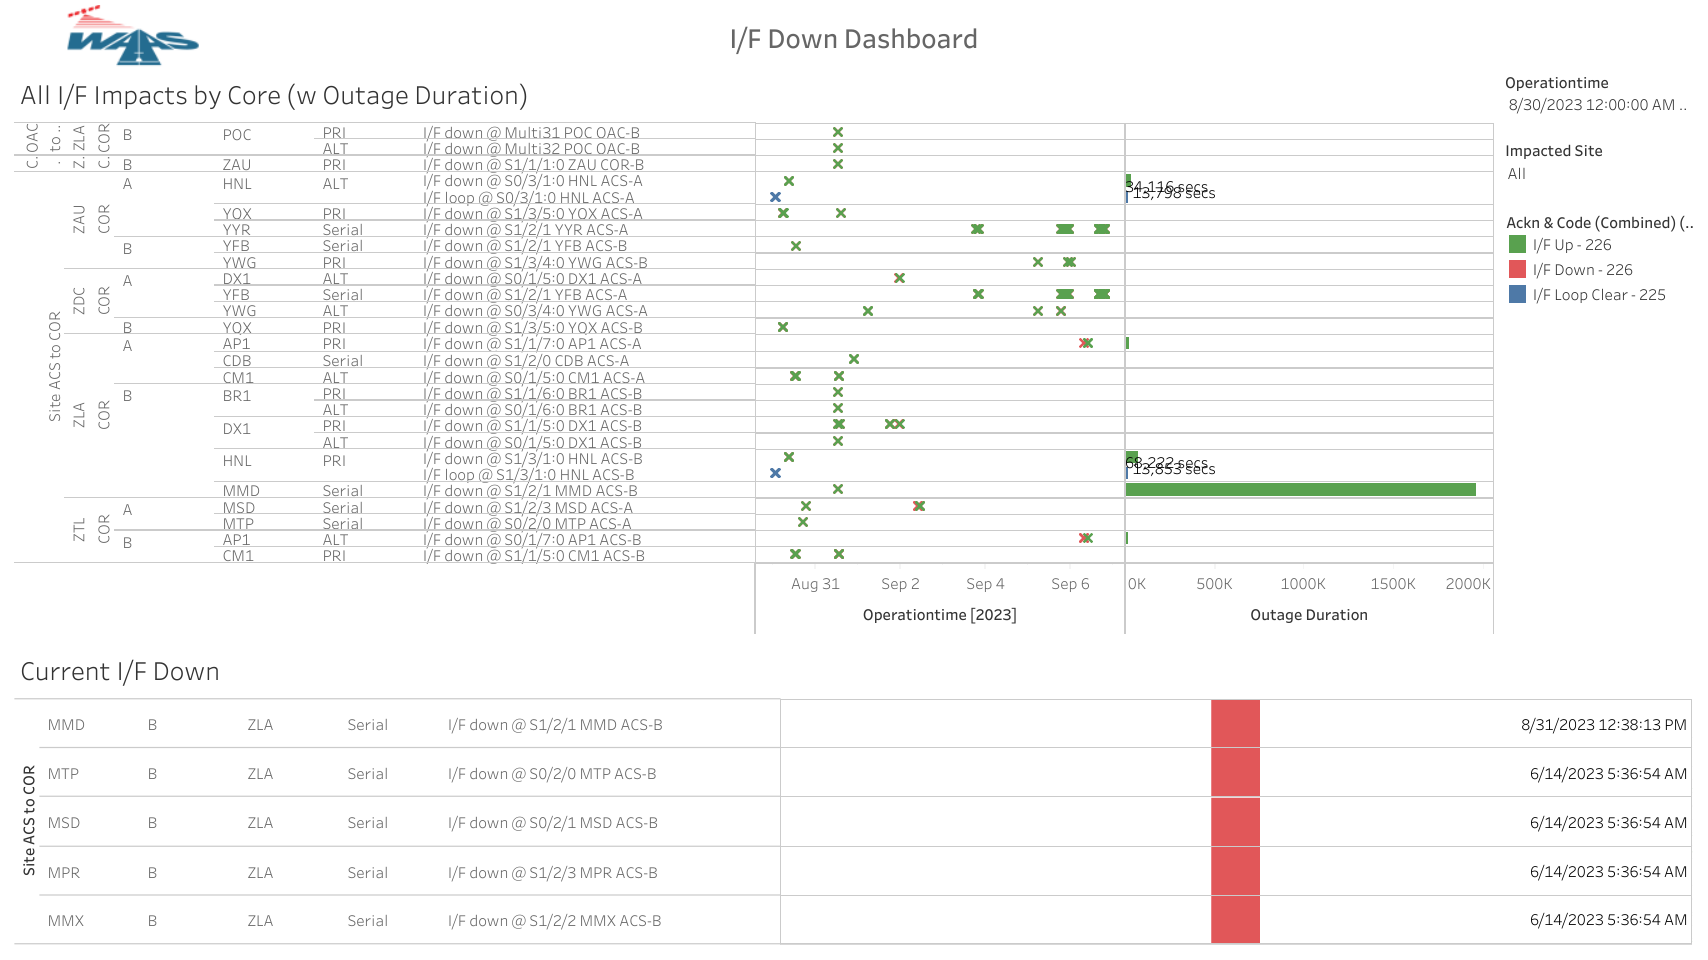 WAAS
I/F Down Dashboard
All I/F Impacts by Core (w Outage Duration)
C. OAC . to .. Z. ZLA C. COR B POC PRI I/F down @ Multi31 POC OAC-B
ALT I/F down @ Multi32 POC OAC-B
B ZAU PRI I/F down @ S1/1/1:0 ZAU COR-B
Site ACS to COR ZAU COR A HNL ALT I/F down @ S0/3/1:0 HNL ACS-A 34,116 secs
I/F loop @ S0/3/1:0 HNL ACS-A 13,798 secs
YQX PRI I/F down @ S1/3/5:0 YQX ACS-A
YYR Serial I/F down @ S1/2/1 YYR ACS-A
B YFB Serial I/F down @ S1/2/1 YFB ACS-B
YWG PRI I/F down @ S1/3/4:0 YWG ACS-B
ZDC COR A DX1 ALT I/F down @ S0/1/5:0 DX1 ACS-A
YFB Serial I/F down @ S1/2/1 YFB ACS-A
YWG ALT I/F down @ S0/3/4:0 YWG ACS-A
B YQX PRI I/F down @ S1/3/5:0 YQX ACS-B
ZLA COR A AP1 PRI I/F down @ S1/1/7:0 AP1 ACS-A
CDB Serial I/F down @ S1/2/0 CDB ACS-A
CM1 ALT I/F down @ S0/1/5:0 CM1 ACS-A
B BR1 PRI I/F down @ S1/1/6:0 BR1 ACS-B
ALT I/F down @ S0/1/6:0 BR1 ACS-B
DX1 PRI I/F down @ S1/1/5:0 DX1 ACS-B
ALT I/F down @ S0/1/5:0 DX1 ACS-B
HNL PRI I/F down @ S1/3/1:0 HNL ACS-B 68,222 secs
I/F loop @ S1/3/1:0 HNL ACS-B 13,853 secs
MMD Serial I/F down @ S1/2/1 MMD ACS-B
ZTL COR A MSD Serial I/F down @ S1/2/3 MSD ACS-A
MTP Serial I/F down @ S0/2/0 MTP ACS-A
B AP1 ALT I/F down @ S0/1/7:0 AP1 ACS-B
CM1 PRI I/F down @ S1/1/5:0 CM1 ACS-B
Aug 31 Sep 2 Sep 4 Sep 6 0K 500K 1000K 1500K 2000K
Operationtime [2023] Outage Duration
Operationtime
8/30/2023 12:00:00 AM ..
Impacted Site
All
Ackn & Code (Combined) (..
I/F Up - 226
I/F Down - 226
I/F Loop Clear - 225
Current I/F Down
Site ACS to COR
MMD B ZLA Serial I/F down @ S1/2/1 MMD ACS-B 8/31/2023 12:38:13 PM
MTP B ZLA Serial I/F down @ S0/2/0 MTP ACS-B 6/14/2023 5:36:54 AM
MSD B ZLA Serial I/F down @ S0/2/1 MSD ACS-B 6/14/2023 5:36:54 AM
MPR B ZLA Serial I/F down @ S1/2/3 MPR ACS-B 6/14/2023 5:36:54 AM
MMX B ZLA Serial I/F down @ S1/2/2 MMX ACS-B 6/14/2023 5:36:54 AM